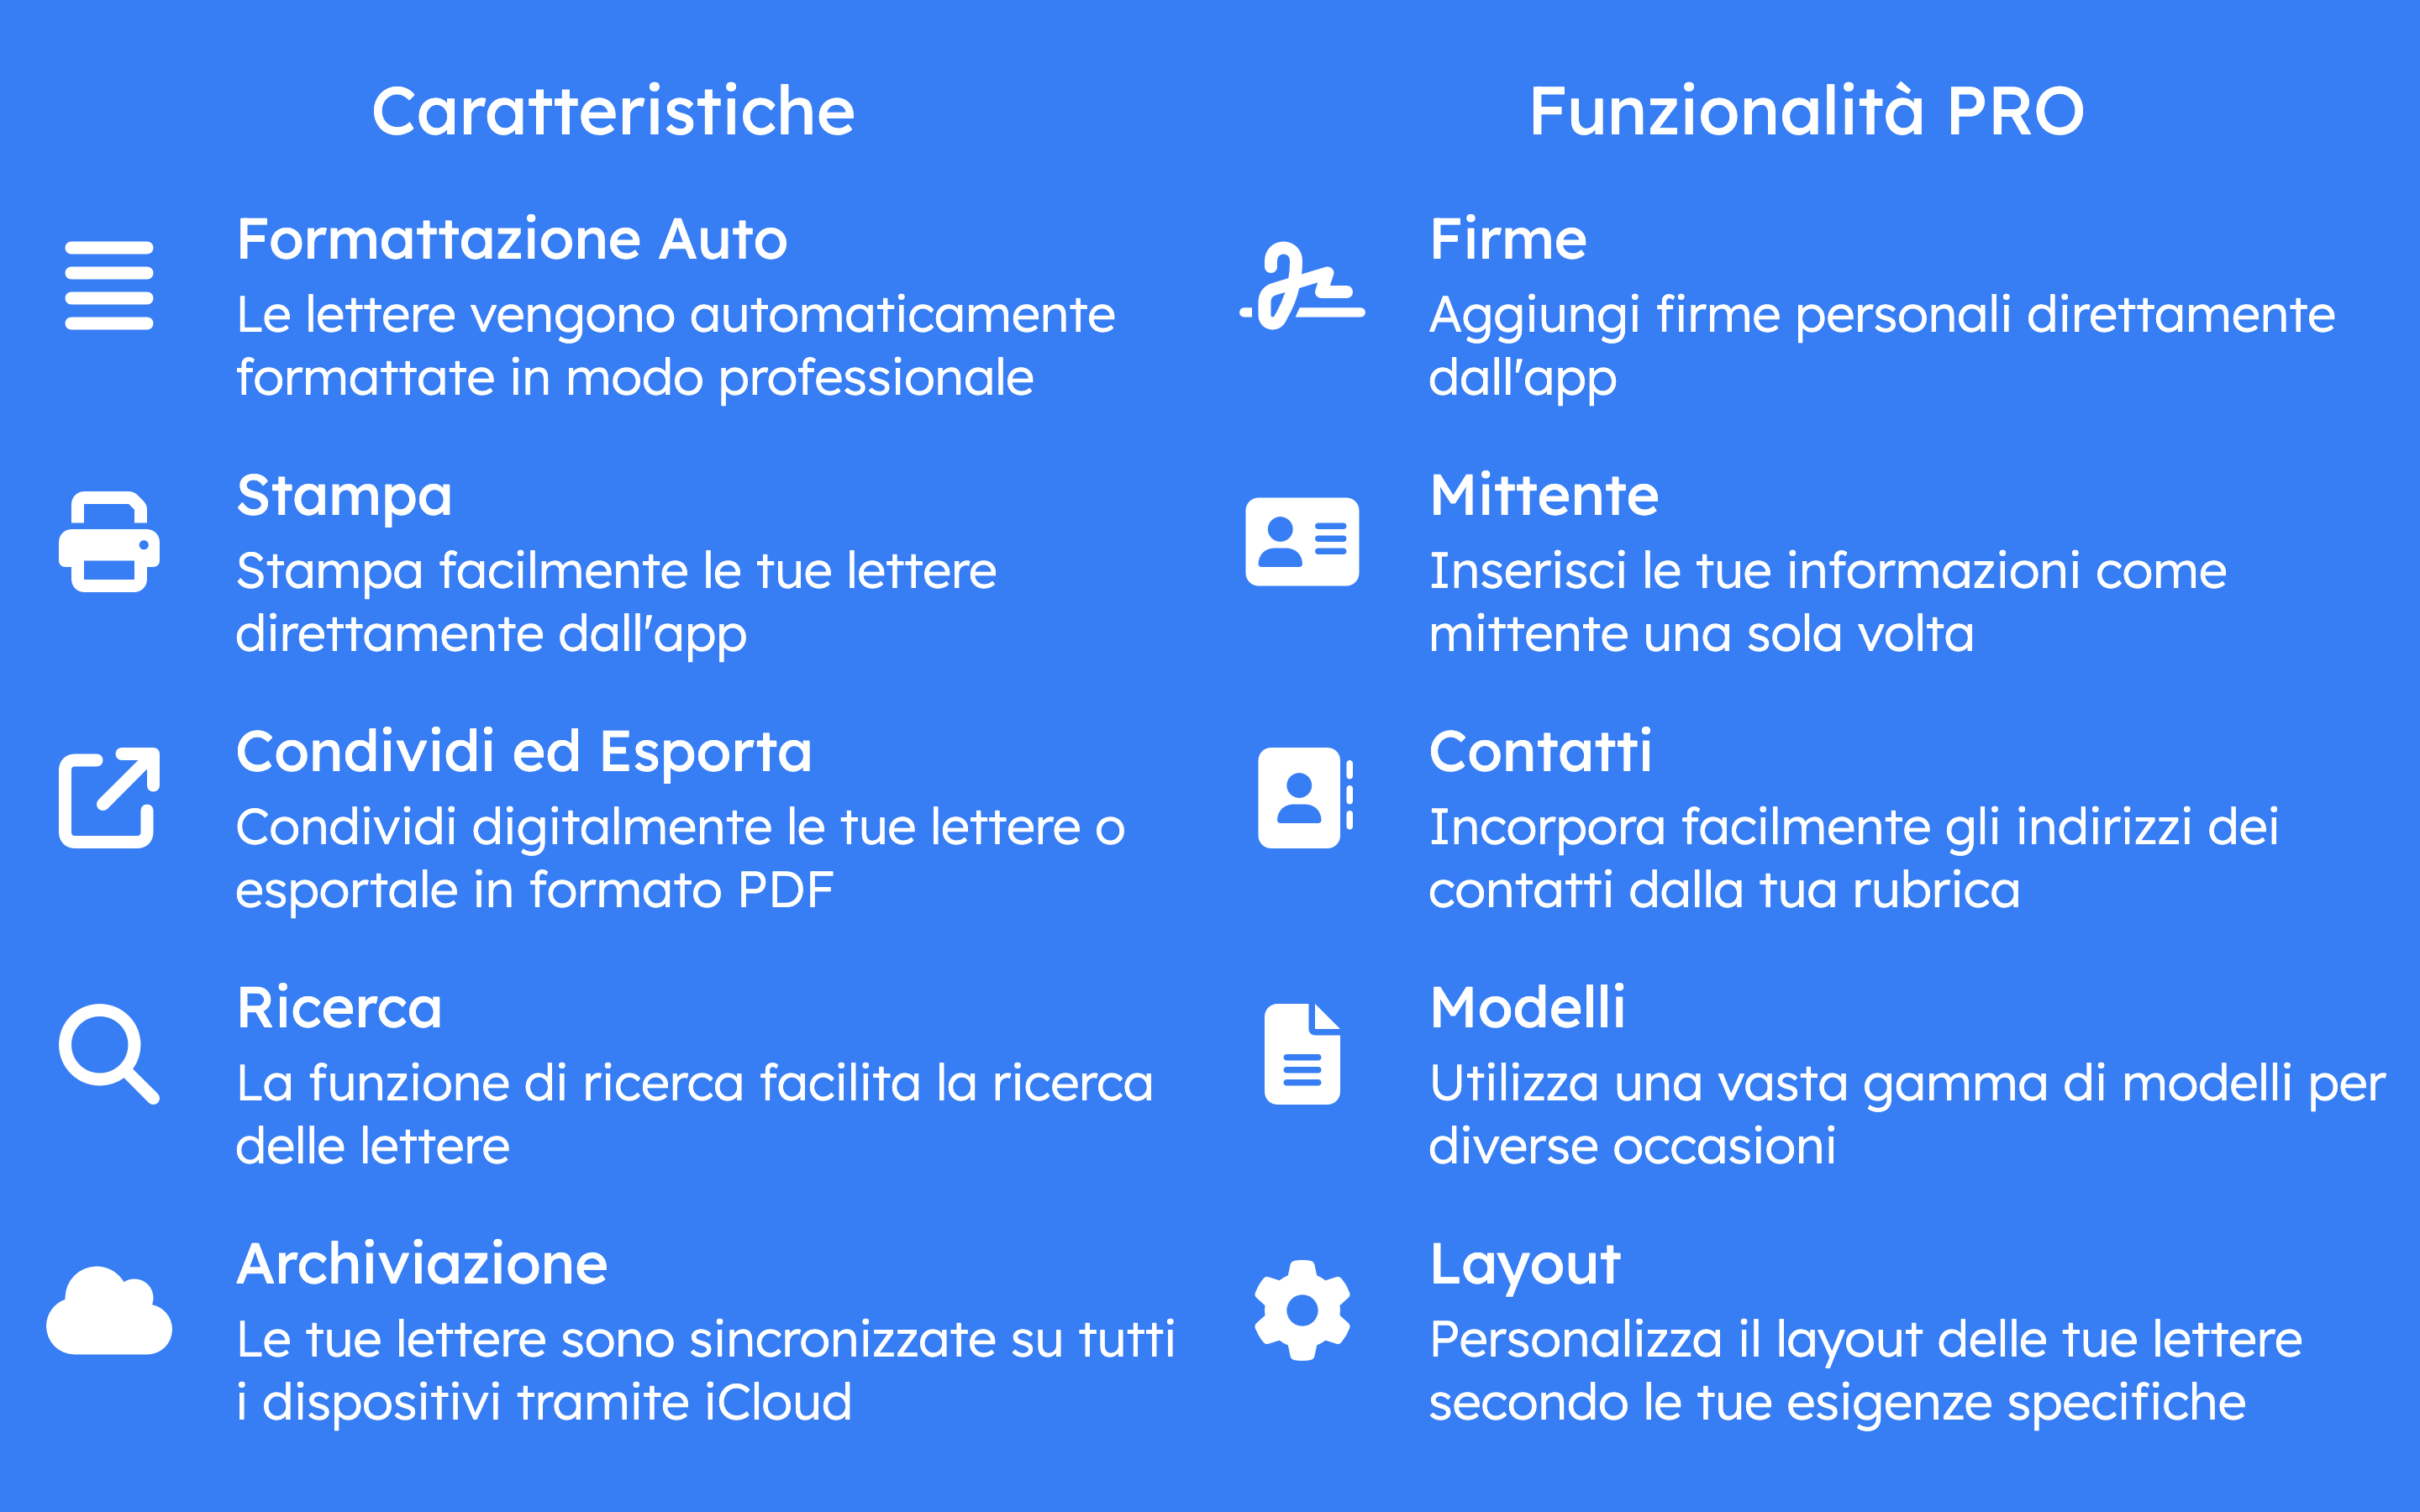 Caratteristiche
Formattazione Auto
Le lettere vengono automaticamente
formattate in modo professionale
Stampa
Stampa facilmente le tue lettere
direttamente dall'app
Condividi ed Esporta
Condividi digitalmente le tue lettere o
esportale in formato PDF
Ricerca
La funzione di ricerca facilita la ricerca
delle lettere
Archiviazione
Le tue lettere sono sincronizzate su tutti
i dispositivi tramite iCloud
Funzionalità PRO
Firme
Aggiungi firme personali direttamente
dall'app
Mittente
Inserisci le tue informazioni come
mittente una sola volta
Contatti
Incorpora facilmente gli indirizzi dei
contatti dalla tua rubrica
Modelli
Utilizza una vasta gamma di modelli per
diverse occasioni
Layout
Personalizza il layout delle tue lettere
secondo le tue esigenze specifiche